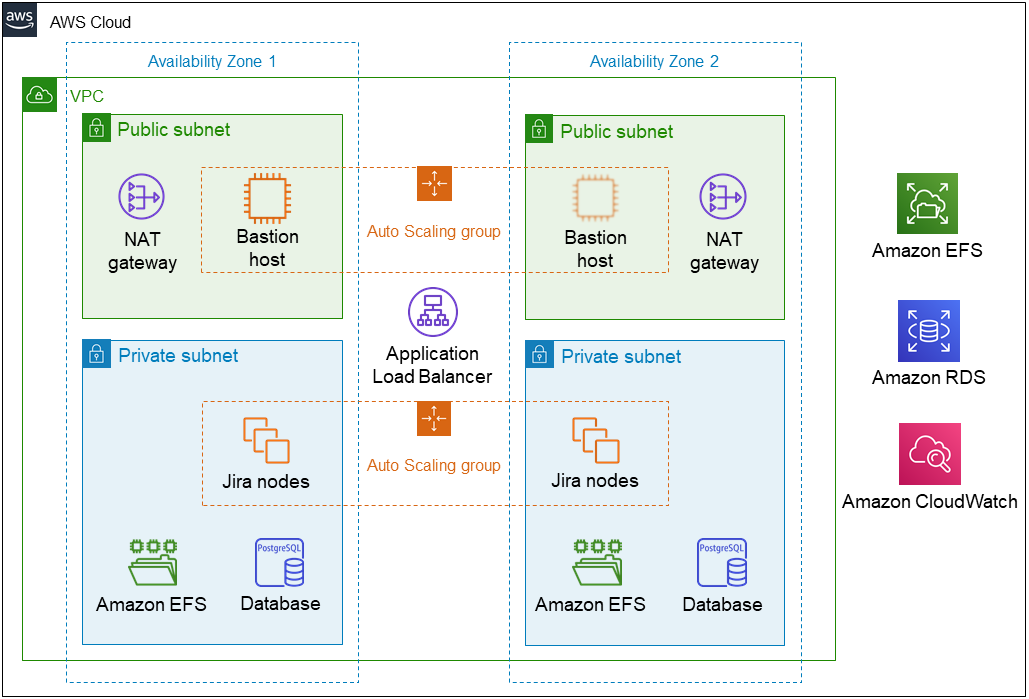 aws
AWS Cloud
Availability Zone 1
Availability Zone 2
VPC
Public subnet
Public subnet
NAT
gateway
Bastion
host
Auto Scaling group
Bastion
host
NAT
gateway
Amazon EFS
Application
Load Balancer
Private subnet
Private subnet
Amazon RDS
Jira nodes
Auto Scaling group
Jira nodes
Amazon CloudWatch
Amazon EFS
PostgreSQL
Database
Amazon EFS
PostgreSQL
Database